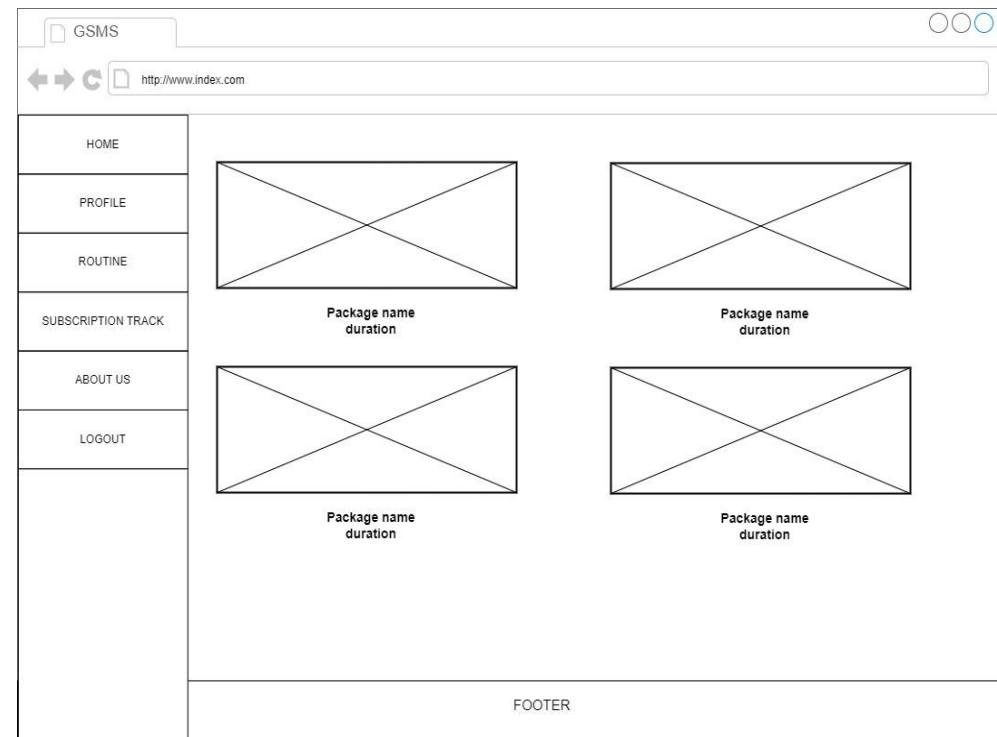 GSMS
http://www.index.com
HOME
PROFILE
ROUTINE
SUBSCRIPTION TRACK
ABOUT US
LOGOUT
Package name
duration
Package name
duration
Package name
duration
Package name
duration
FOOTER